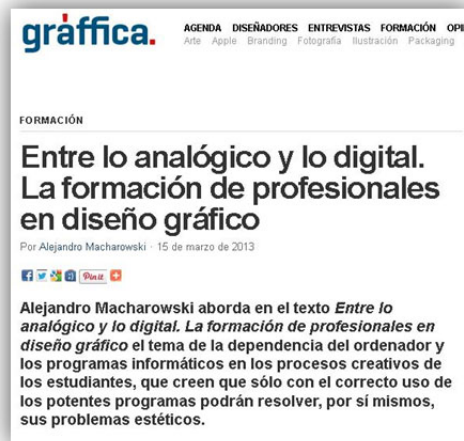 gràffica.
AGENDA DISEÑADORES ENTREVISTAS FORMACIÓN OPI
Arte Apple Branding Fotografía Ilustración Packaging
FORMACIÓN
Entre lo analógico y lo digital.
La formación de profesionales
en diseño gráfico
Por Alejandro Macharowski · 15 de marzo de 2013
Pin it
Alejandro Macharowski aborda en el texto Entre lo
analógico y lo digital. La formación de profesionales en
diseño gráfico el tema de la dependencia del ordenador y
los programas informáticos en los procesos creativos de
los estudiantes, que creen que sólo con el correcto uso de
los potentes programas podrán resolver, por sí mismos,
sus problemas estéticos.